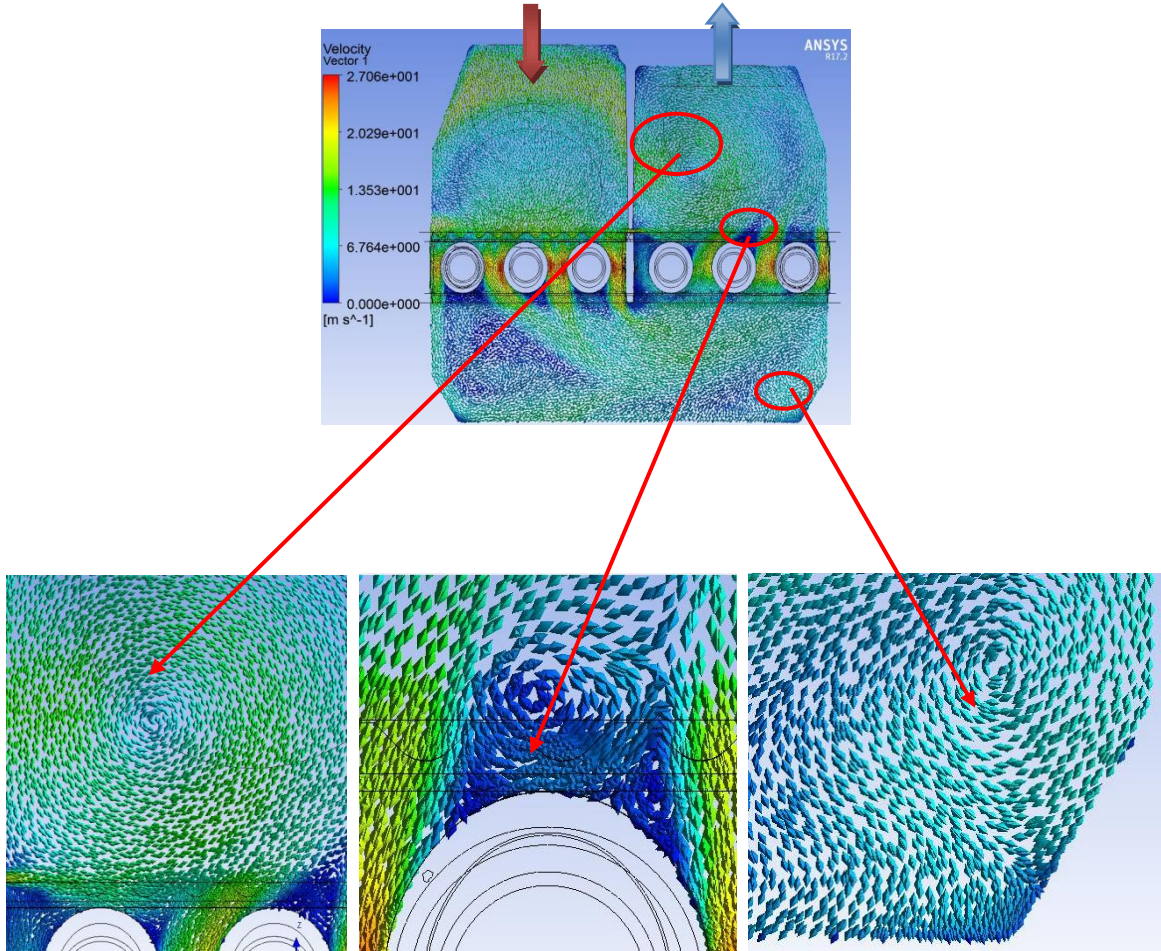 ANSYS
R17.2
Velocity
Vector 1
2.706e+001
2.029e+001
1.353e+001
6.764e+000
0.000e+000
[m s^-1]
Z